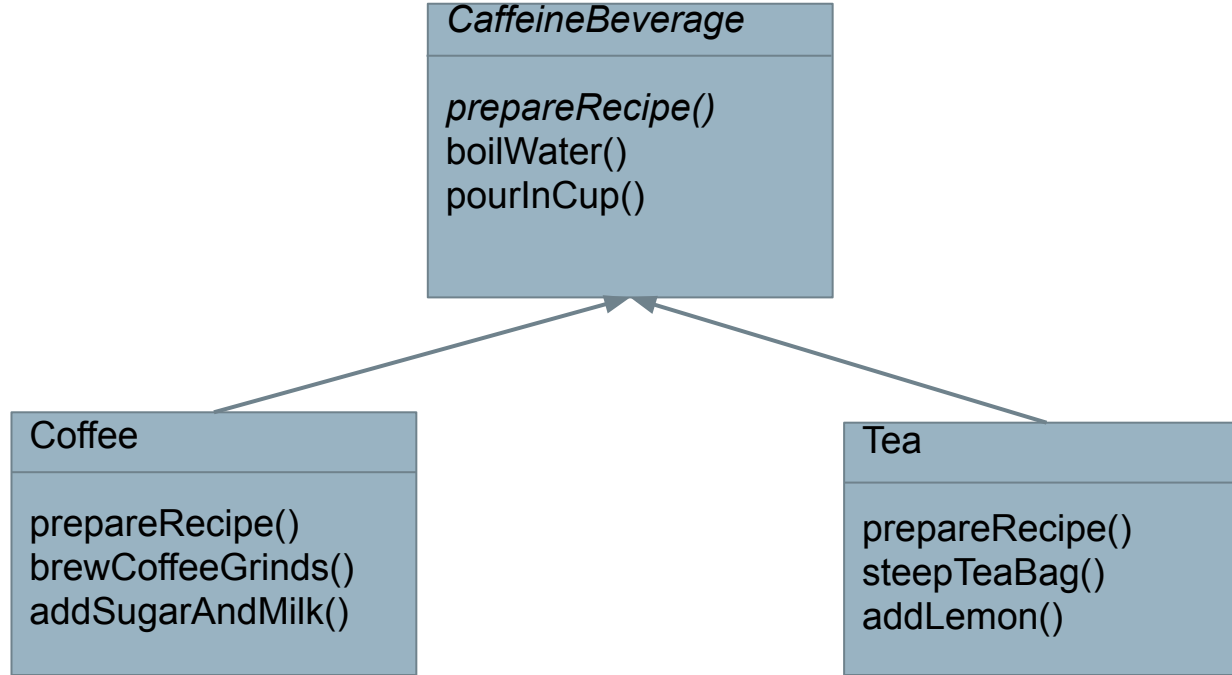 CaffeineBeverage
prepareRecipe()
boilWater()
pourInCup()
Coffee
prepareRecipe()
brewCoffeeGrinds()
addSugarAndMilk()
Tea
prepareRecipe()
steepTeaBag()
addLemon()